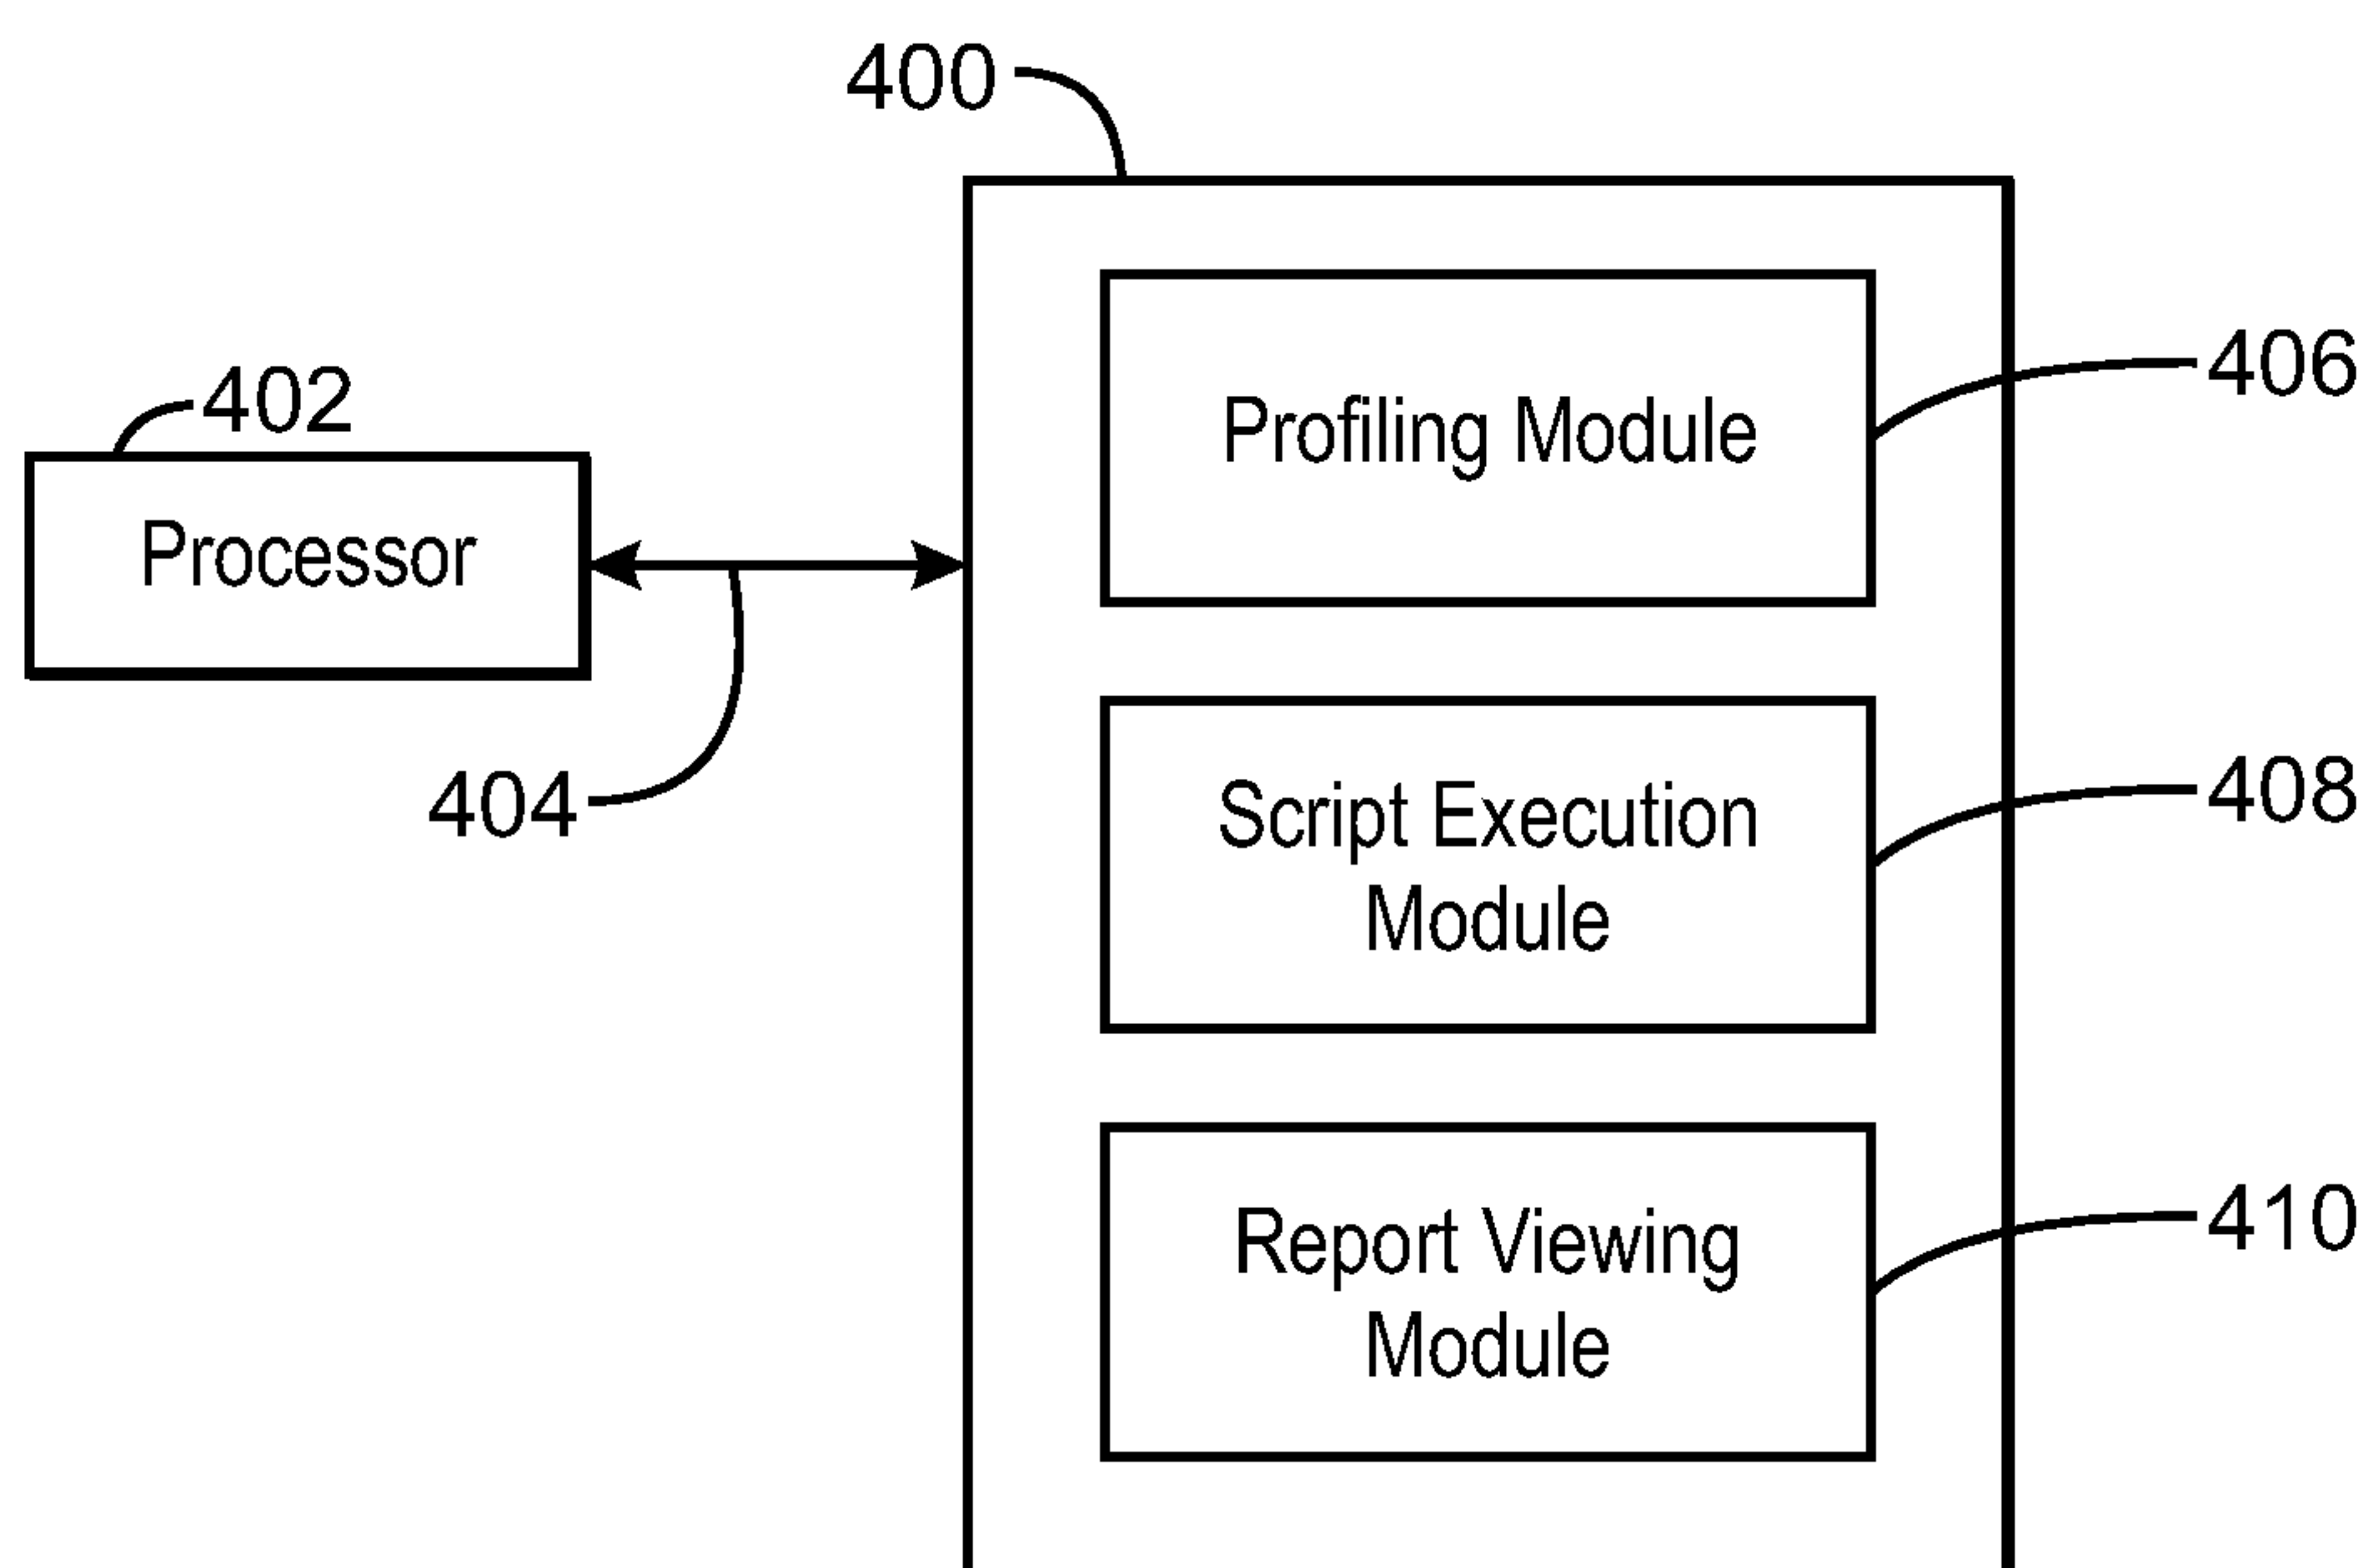 400
402
Processor
404
Profiling Module
406
Script Execution
Module
408
Report Viewing
Module
410